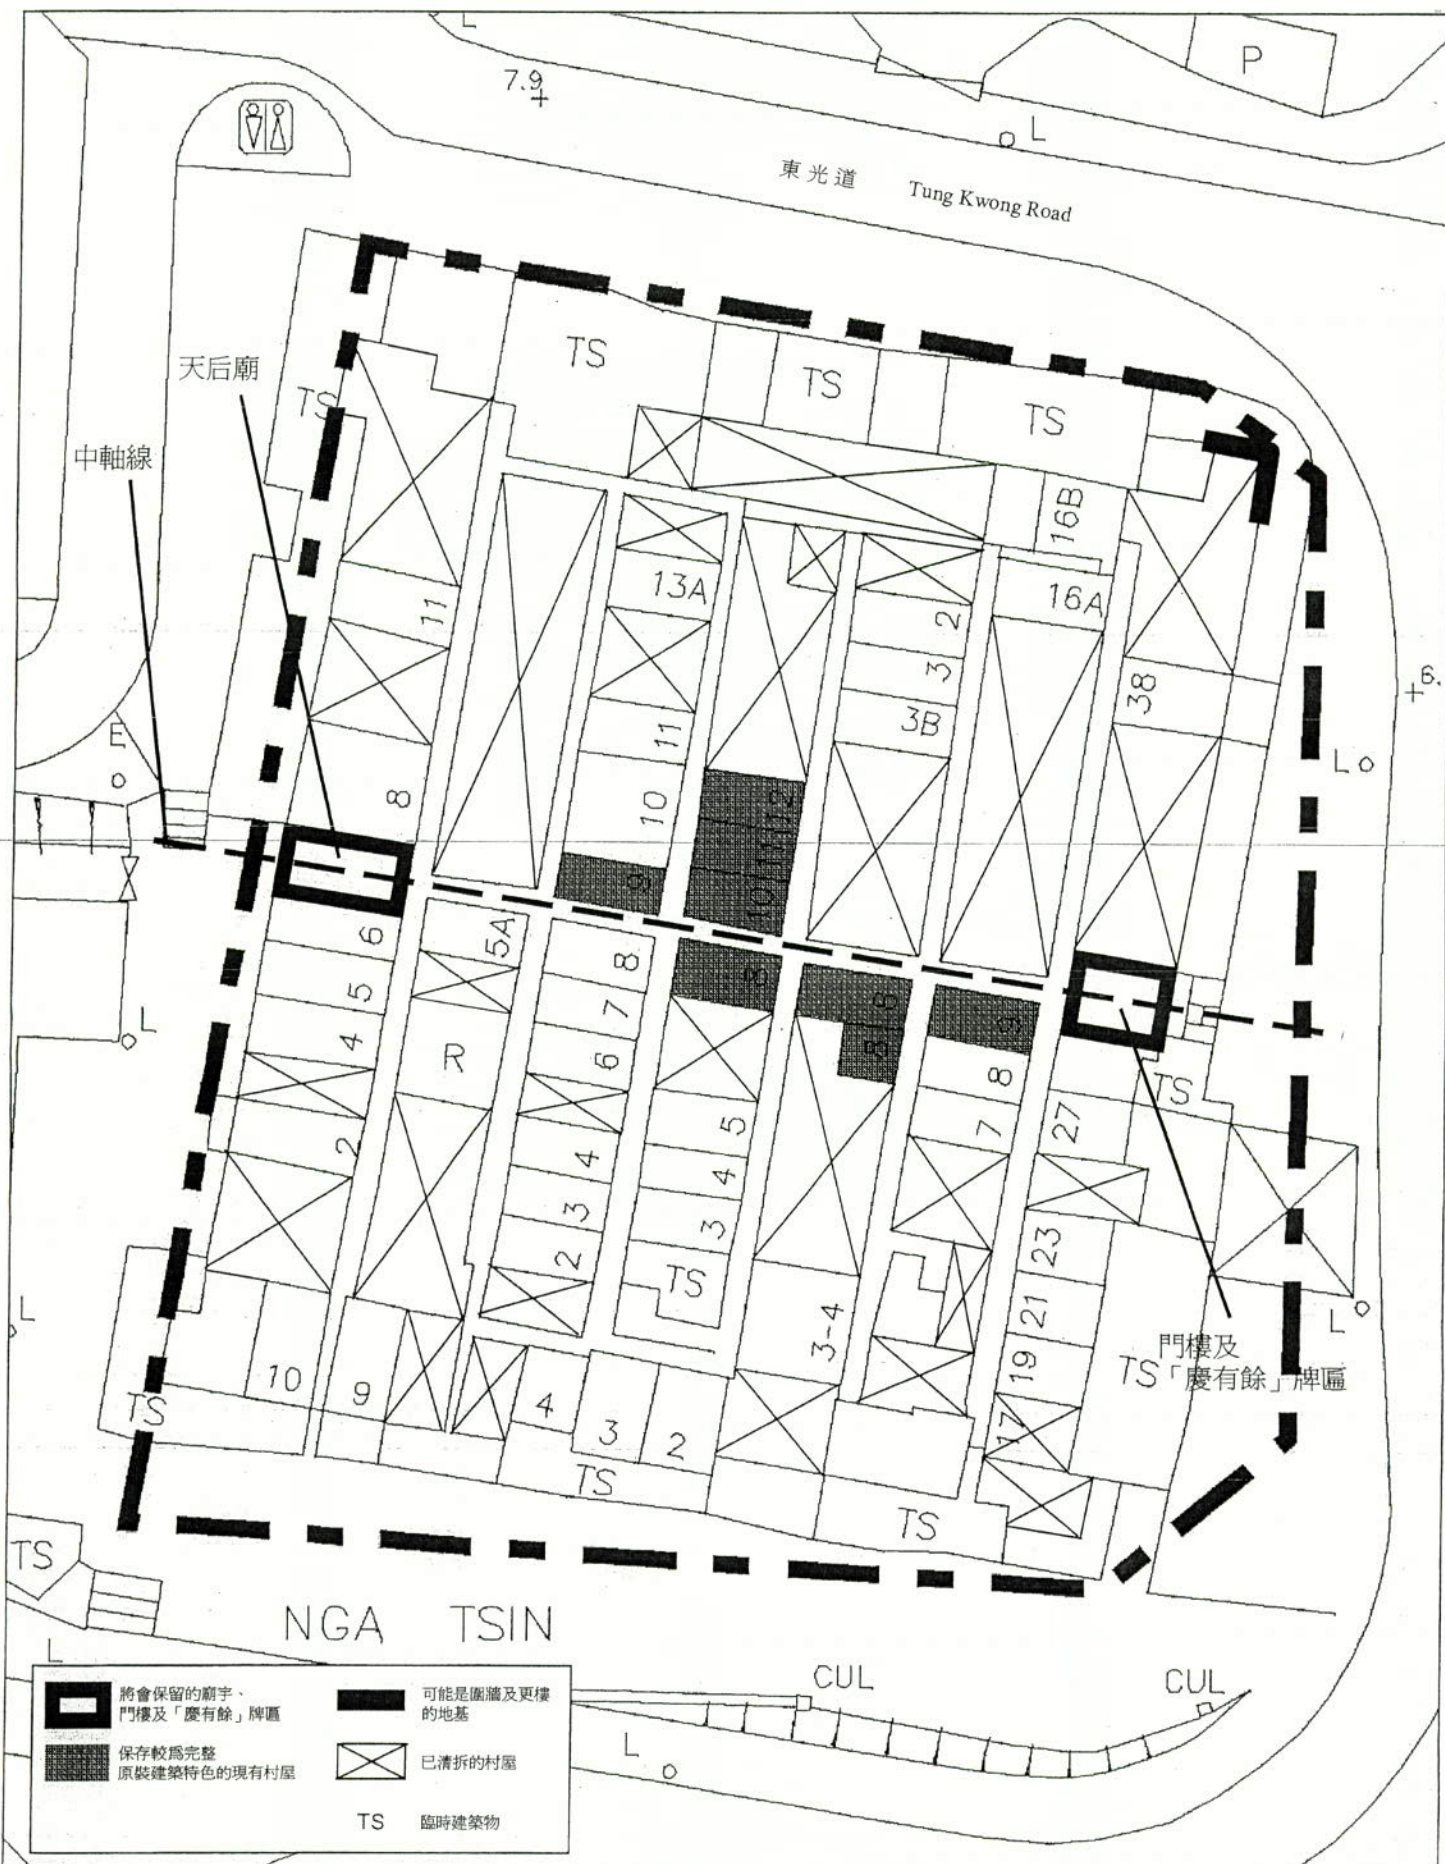 L
P
7.9
L
東光道 Tung Kwong Road
天后廟
TS
TS
TS
TS
中軸線
16B
13A
16A
11
2
3
38
6.
3B
11
E
L
8
10
12
11
10
9
6
5A
8
8
5
7
8
9
L
4
R
6
8
TS
2
5
7
27
4
4
3
3
23
2
TS
21
L
L
3-4
門樓及
19
TS「慶有餘」牌匾
10
9
4
TS
3
2
17
TS
TS
TS
NGA TSIN
L
CUL
CUL
L
將會保留的廟宇、
門樓及「慶有餘」牌匾
可能是圍牆及更樓
的地基
保存較爲完整
原裝建築特色的現有村屋
已清拆的村屋
TS 臨時建築物